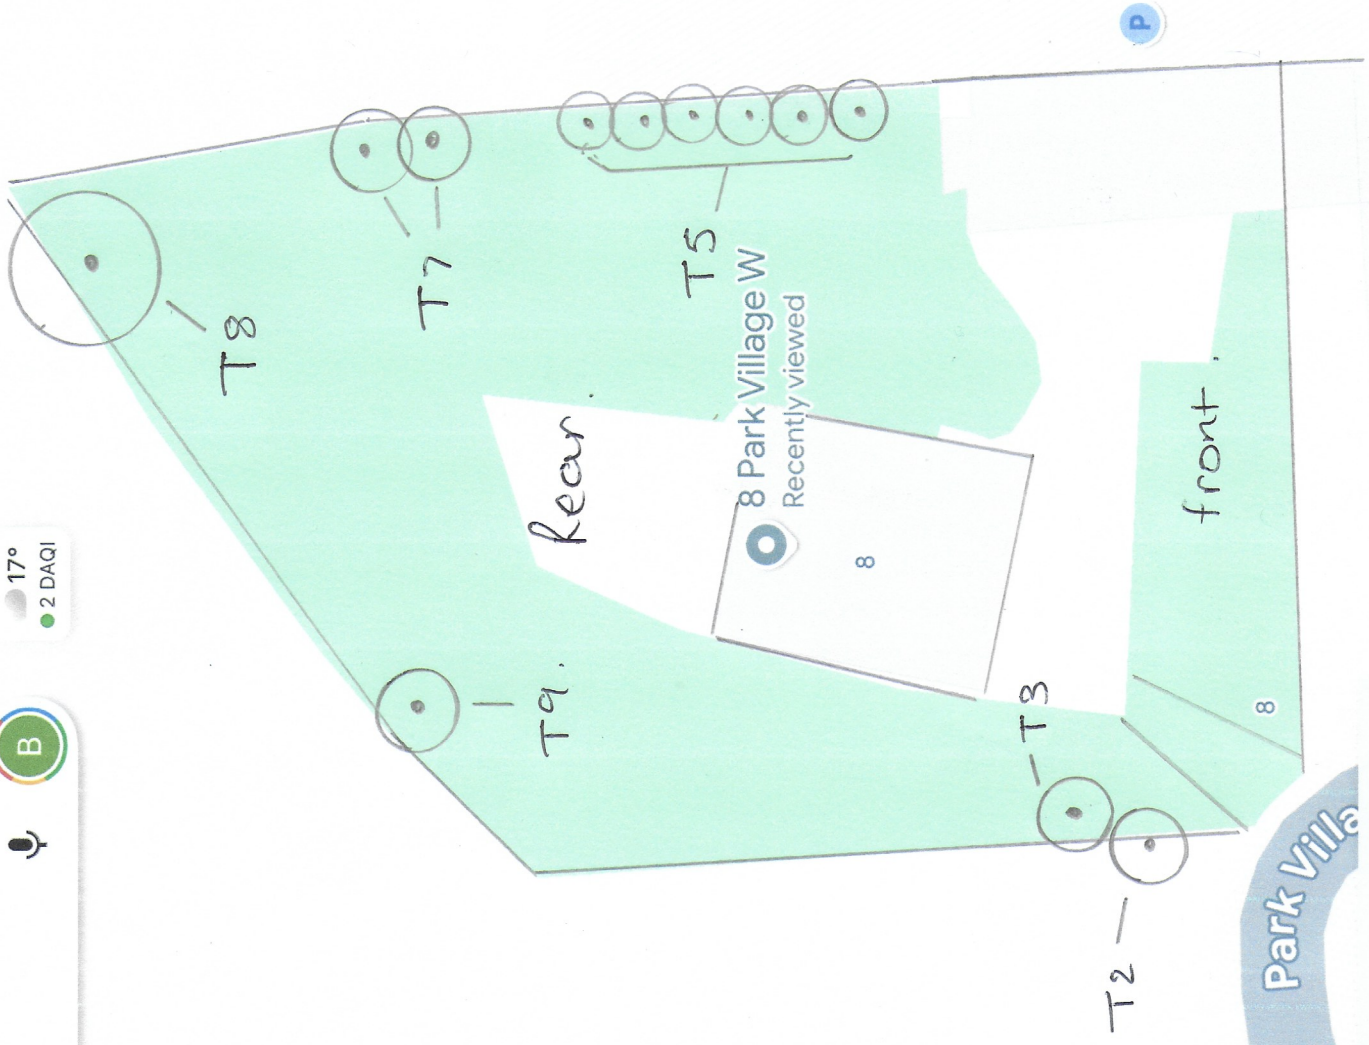 17°
2 DAQI
B
P
T8
T7
T5
8 Park Village W
Recently viewed
Rear.
8
front.
T9.
T3
8
T2
Park Villa